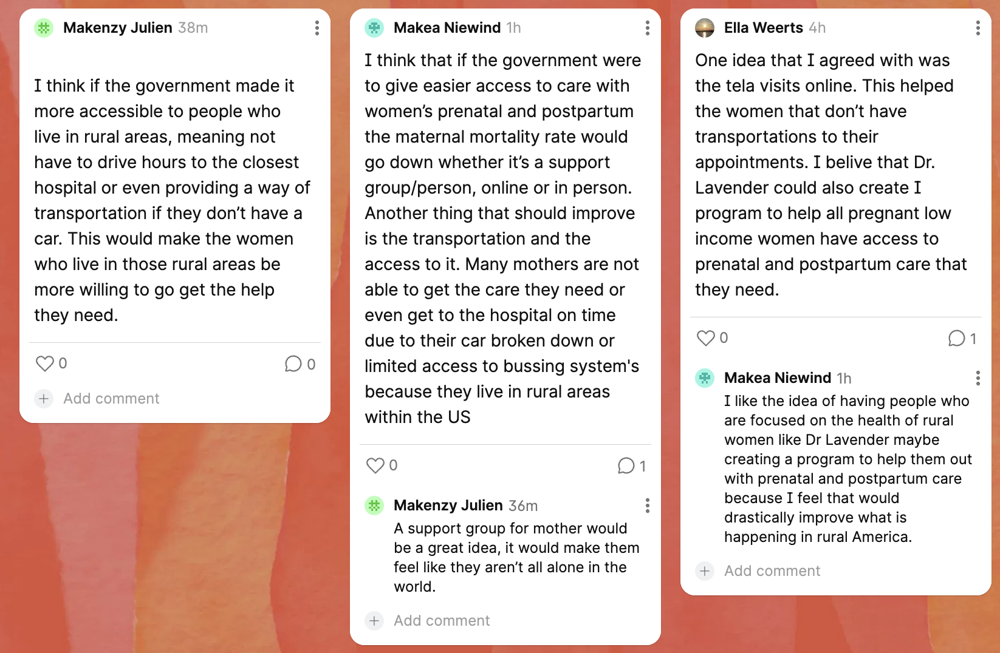 Makenzy Julien 38m
I think if the government made it
more accessible to people who
live in rural areas, meaning not
have to drive hours to the closest
hospital or even providing a way of
transportation if they don’t have a
car. This would make the women
who live in those rural areas be
more willing to go get the help
they need.
0 0
Add comment
Makea Niewind 1h
I think that if the government were
to give easier access to care with
women’s prenatal and postpartum
the maternal mortality rate would
go down whether it’s a support
group/person, online or in person.
Another thing that should improve
is the transportation and the
access to it. Many mothers are not
able to get the care they need or
even get to the hospital on time
due to their car broken down or
limited access to bussing system's
because they live in rural areas
within the US
0 1
Makenzy Julien 36m
A support group for mother would
be a great idea, it would make them
feel like they aren’t all alone in the
world.
Add comment
Ella Weerts 4h
One idea that I agreed with was
the tela visits online. This helped
the women that don’t have
transportations to their
appointments. I belive that Dr.
Lavender could also create I
program to help all pregnant low
income women have access to
prenatal and postpartum care that
they need.
0 1
Makea Niewind 1h
I like the idea of having people who
are focused on the health of rural
women like Dr Lavender maybe
creating a program to help them out
with prenatal and postpartum care
because I feel that would
drastically improve what is
happening in rural America.
Add comment